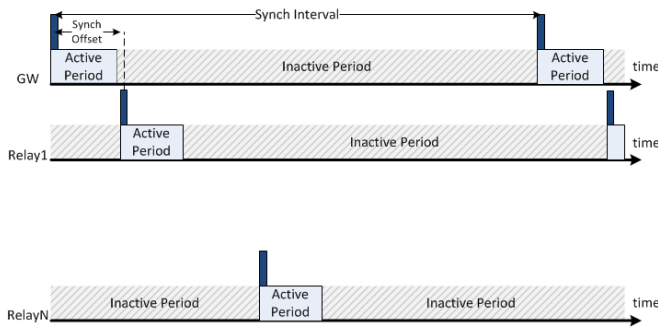 Synch Interval
Synch
Offset
Active
Period
Inactive Period
Active
Period
time
GW
Active
Period
Inactive Period
time
Relay1
Inactive Period
Active
Period
Inactive Period
time
RelayN